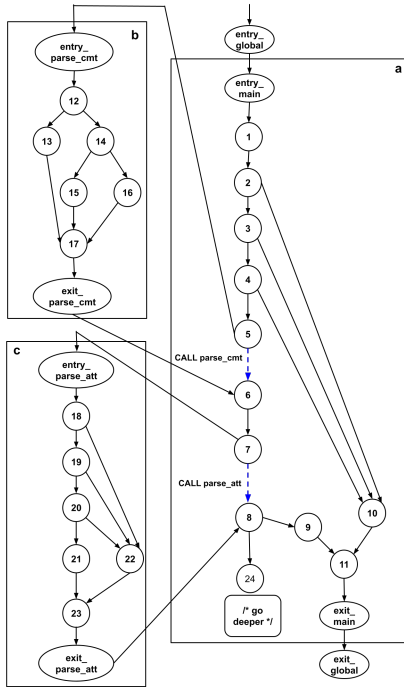 b
entry_
parse_cmt
12
13
14
15
16
17
exit_
parse_cmt
c
entry_
parse_att
18
19
20
21
22
23
exit_
parse_att
entry_
global
a
entry_
main
1
2
3
4
5
CALL parse_cmt
6
7
CALL parse_att
8
9
10
11
24
/* go
deeper */
exit_
main
exit_
global